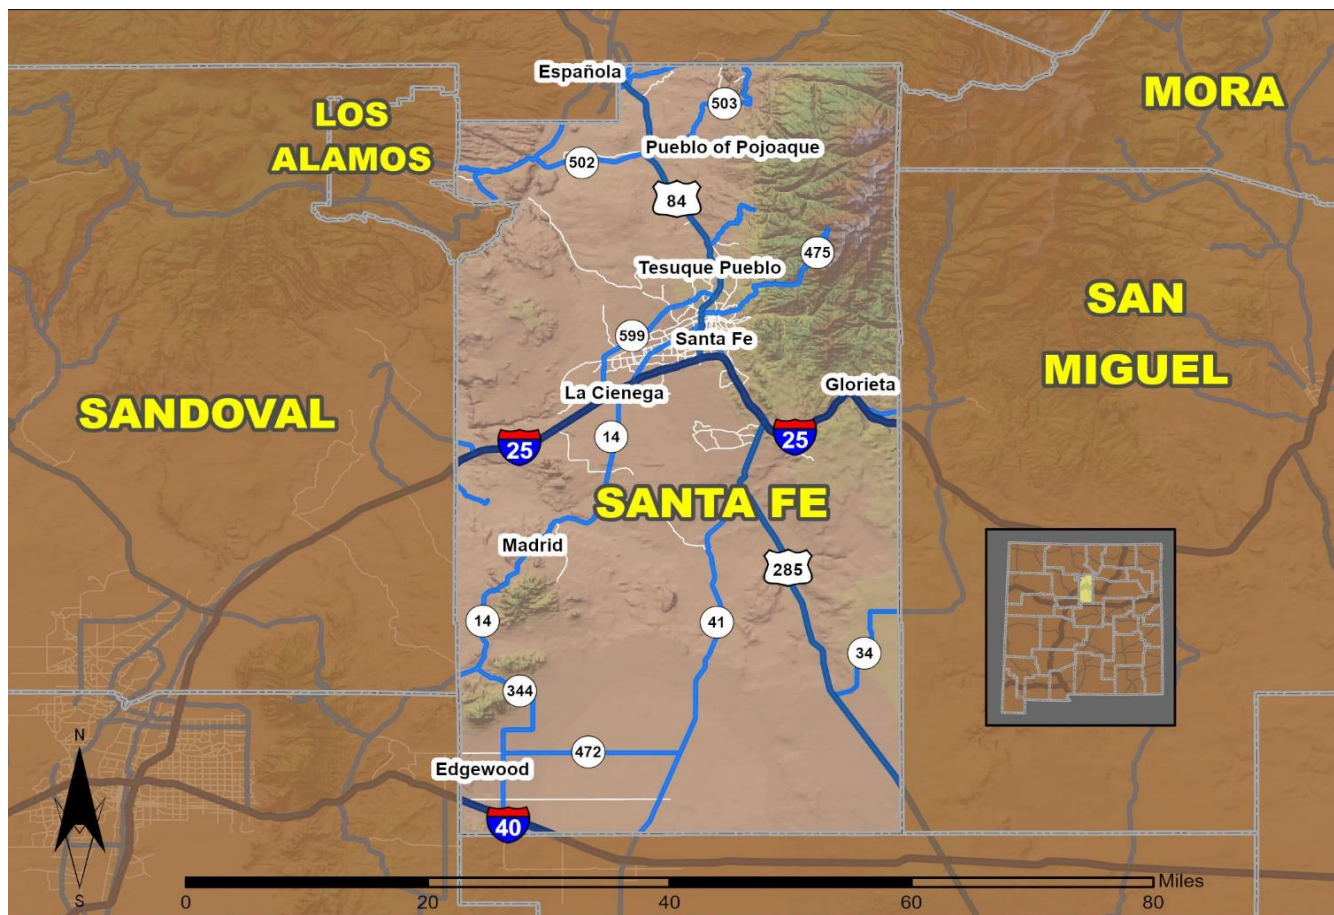 Española
503
MORA
LOS
ALAMOS
Pueblo of Pojoaque
502
84
475
Tesuque Pueblo
SAN
MIGUEL
599
Santa Fe
Glorieta
La Cienega
SANDOVAL
14
25
25
SANTA FE
Madrid
285
14
41
34
344
N
472
Edgewood
40
S
Miles
0
20
40
60
80